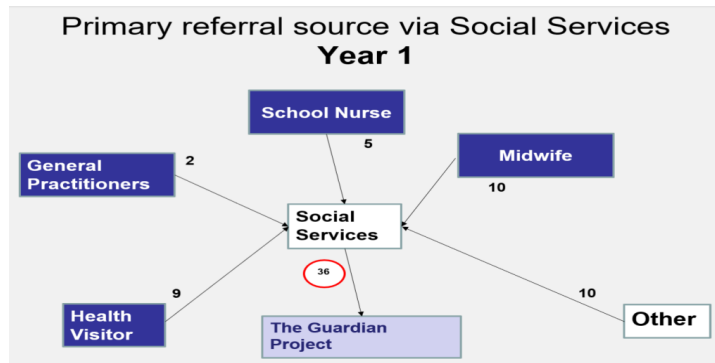 Primary referral source via Social Services
Year 1
School Nurse
5
Midwife
10
General
Practitioners
2
Social
Services
36
9
10
Health
Visitor
The Guardian
Project
Other